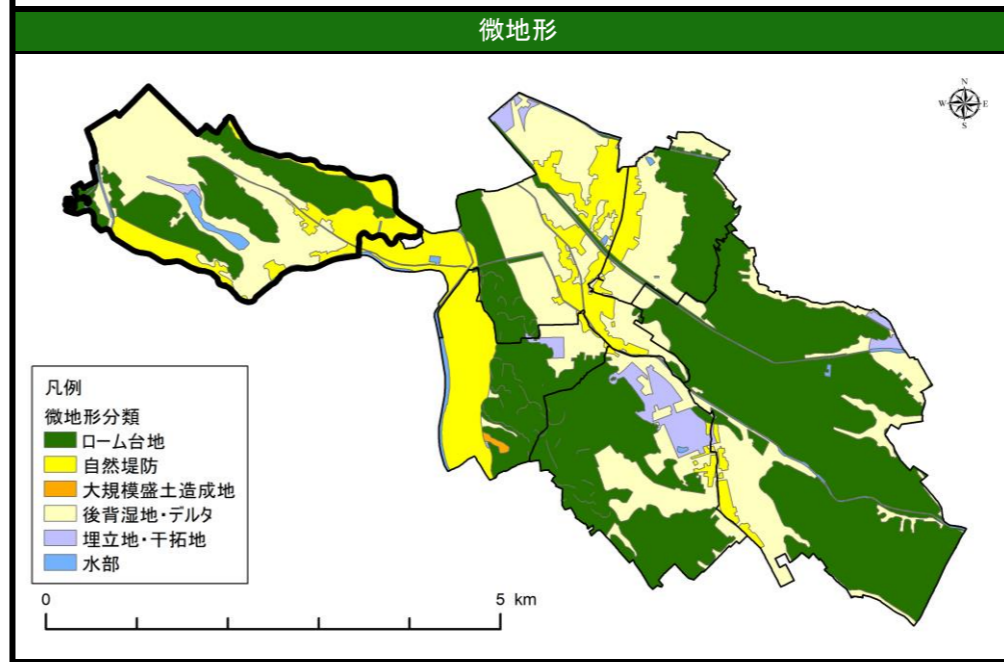 微地形
N
W E
S
凡例
微地形分類
ローム台地
自然堤防
大規模盛土造成地
後背湿地・デルタ
埋立地・干拓地
水部
0 5 km